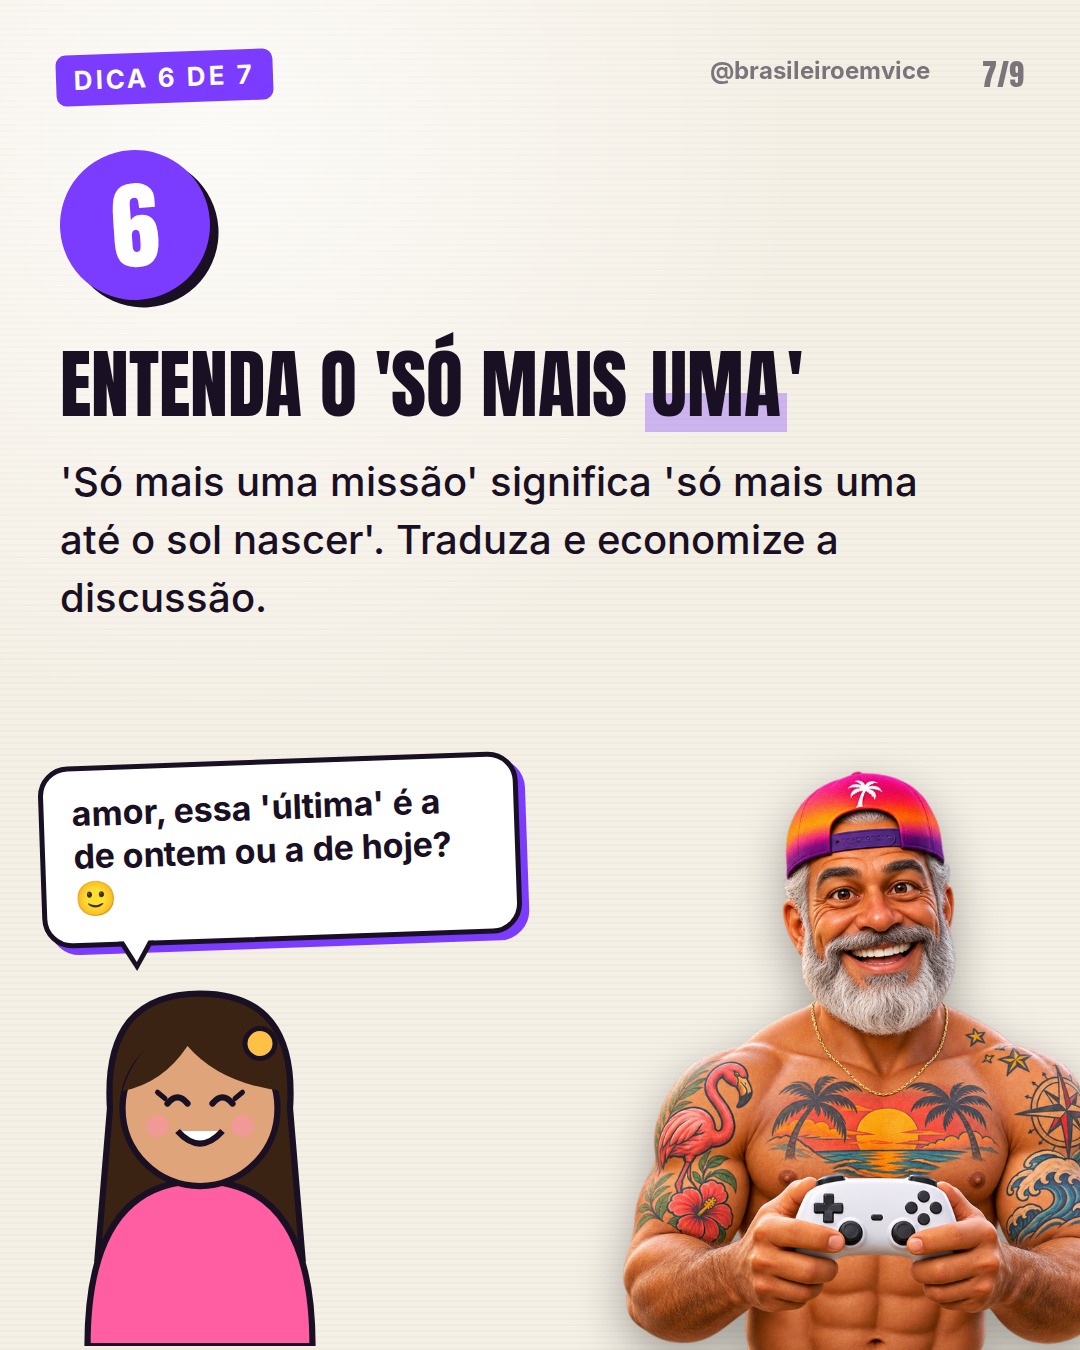 DICA 6 DE 7
@brasileiroemvice
7/9
6
ENTENDA O 'SÓ MAIS UMA'
'Só mais uma missão' significa 'só mais uma
até o sol nascer'. Traduza e economize a
discussão.
amor, essa 'última' é a
de ontem ou a de hoje?
🙂